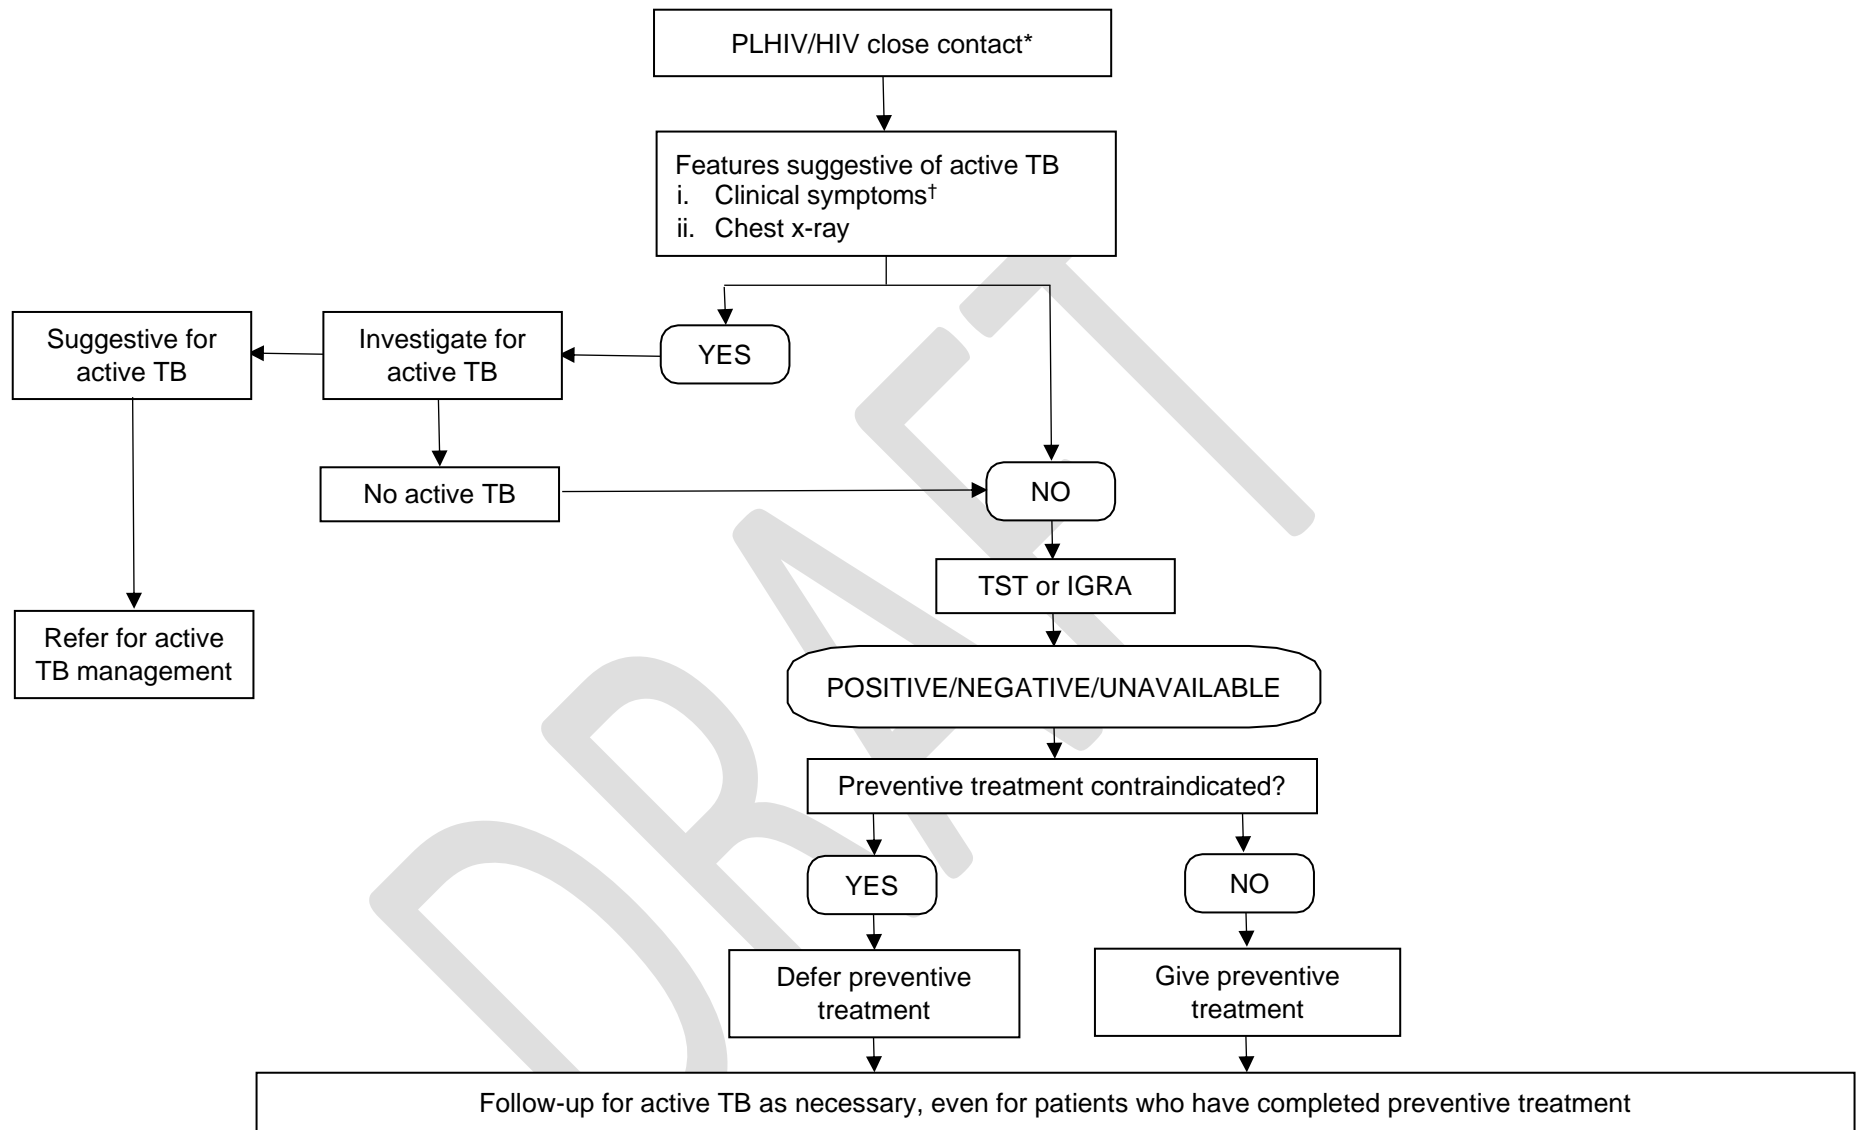 PLHIV/HIV close contact*
Features suggestive of active TB
i. Clinical symptoms†
ii. Chest x-ray
Suggestive for
active TB
Investigate for
active TB
YES
No active TB
NO
TST or IGRA
Refer for active
TB management
POSITIVE/NEGATIVE/UNAVAILABLE
Preventive treatment contraindicated?
YES
NO
Defer preventive
treatment
Give preventive
treatment
Follow-up for active TB as necessary, even for patients who have completed preventive treatment
DRAFT